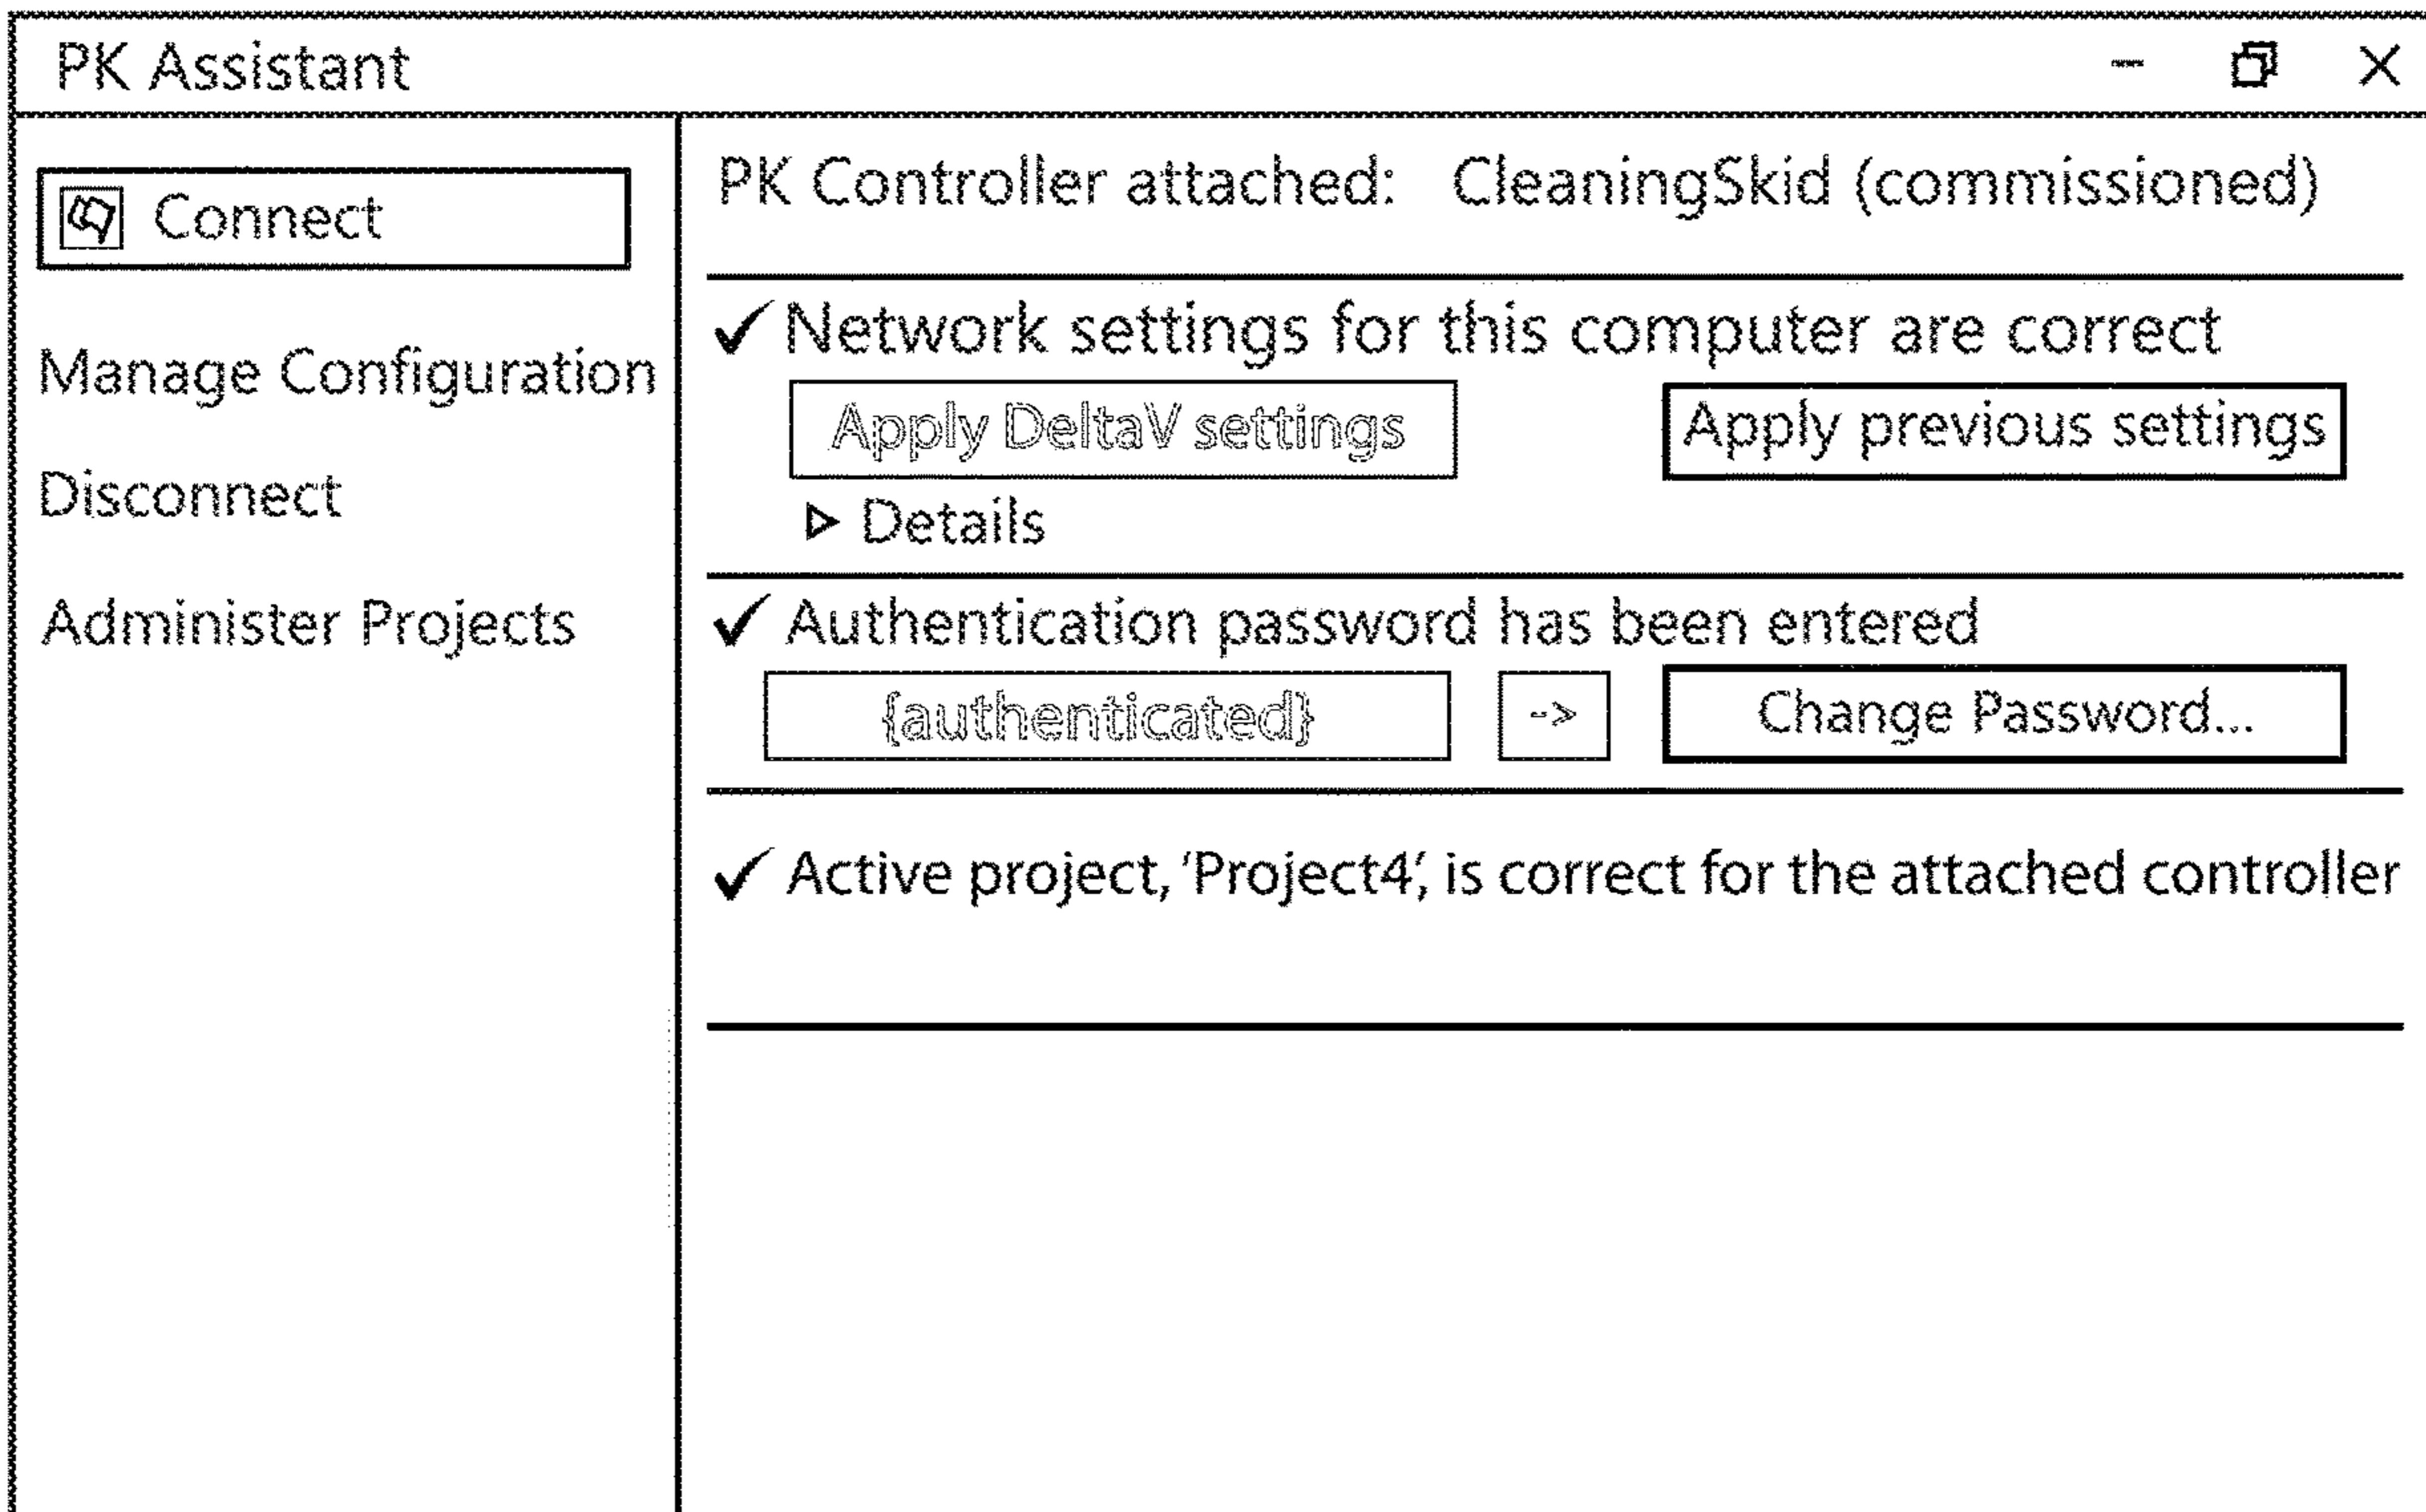 PK Assistant
Connect
Manage Configuration
Disconnect
Administer Projects
PK Controller attached: CleaningSkid (commissioned)
Network settings for this computer are correct
Apply DeltaV settings
Apply previous settings
Details
Authentication password has been entered
{authenticated}
->
Change Password...
Active project, 'Project4', is correct for the attached controller